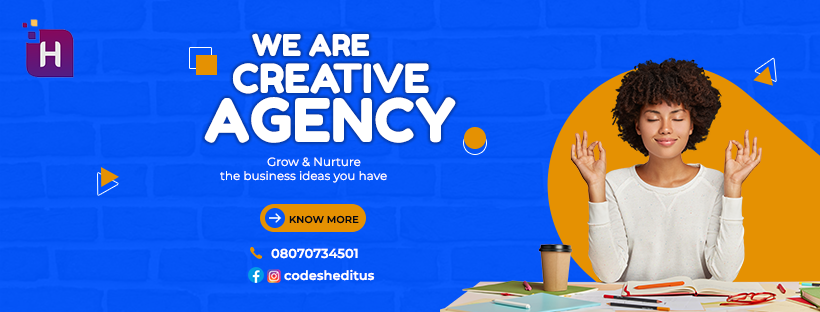 H
WE ARE
CREATIVE
AGENCY
Grow & Nurture
the business ideas you have
KNOW MORE
08070734501
codesheditus